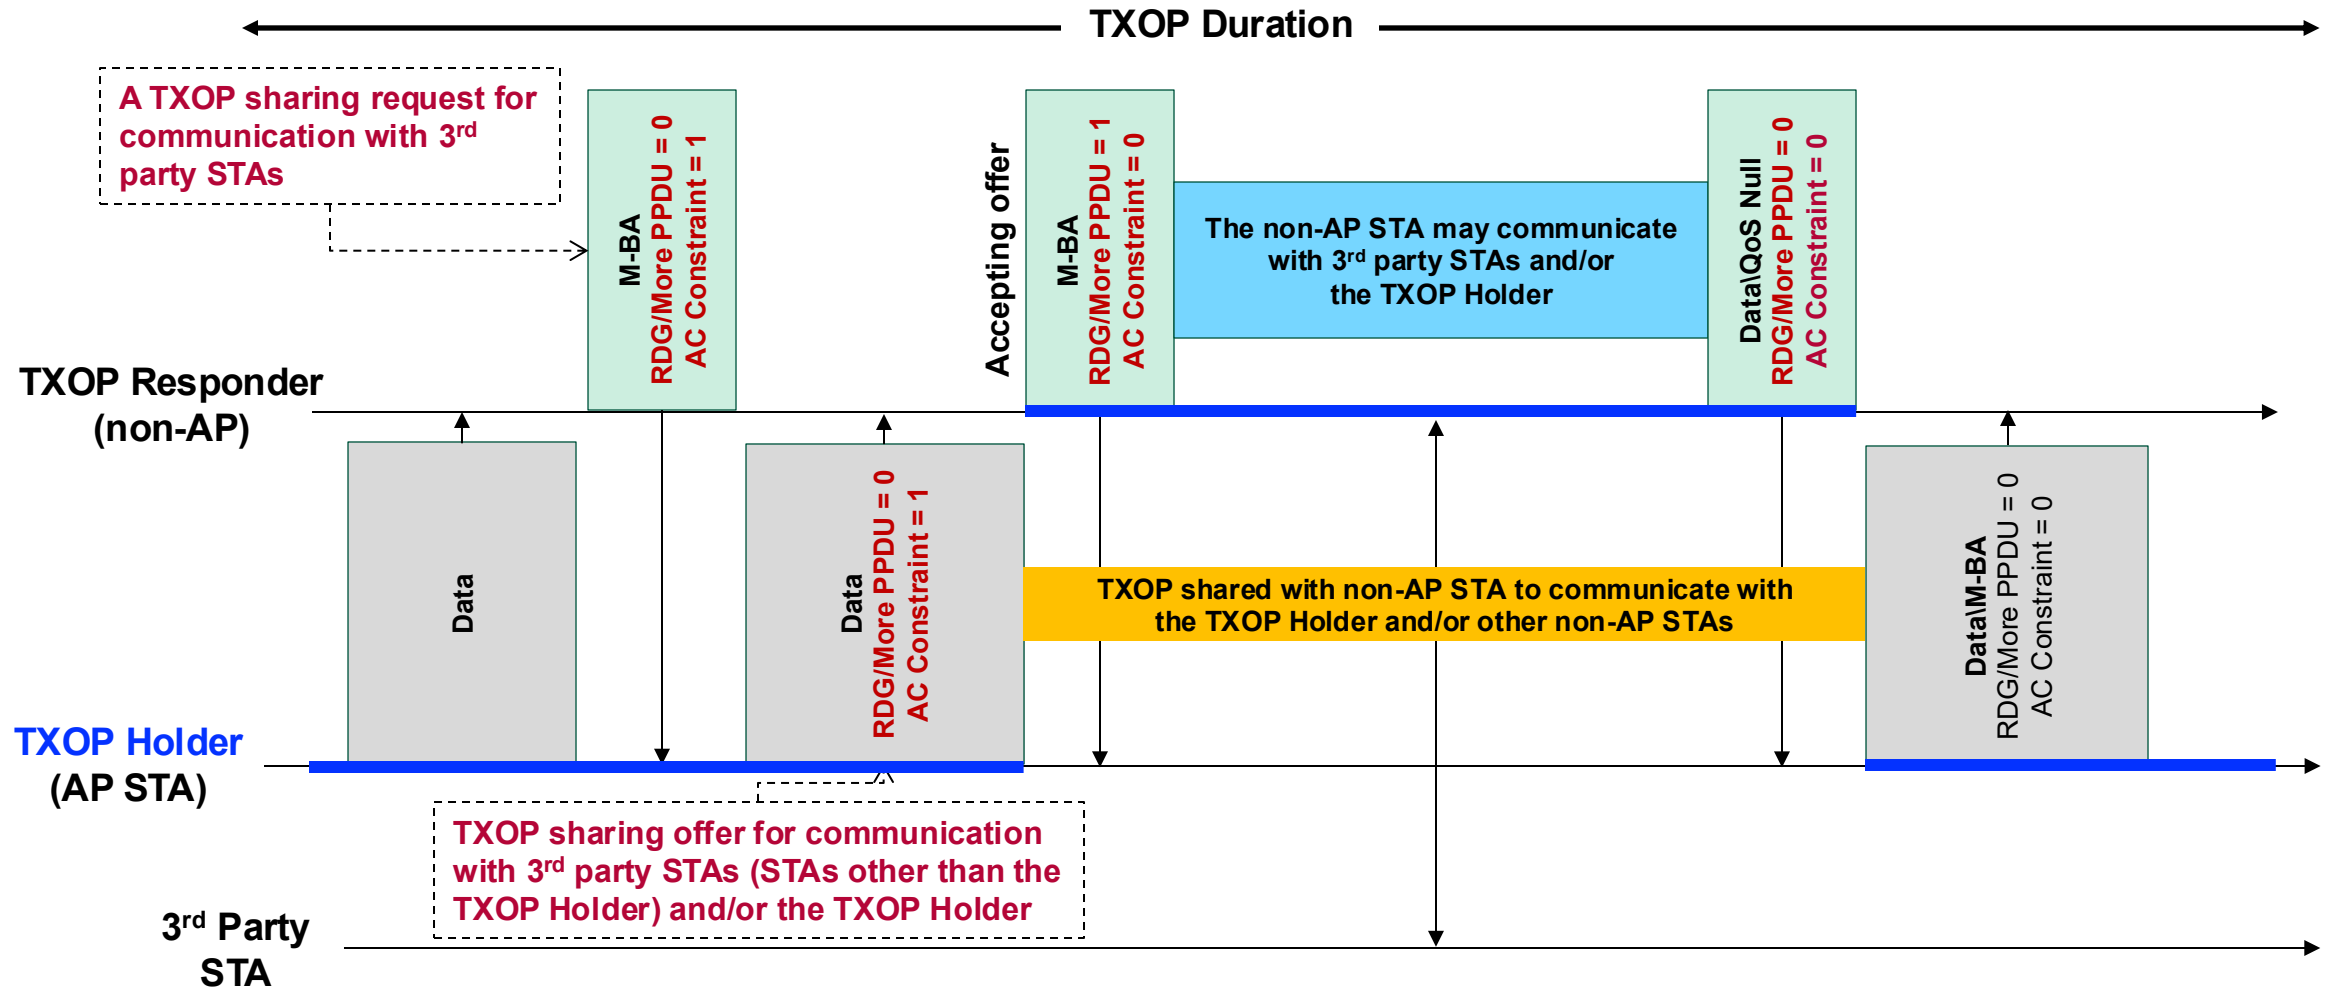 TXOP Duration
A TXOP sharing request for
communication with 3rd
party STAs
M-BA
RDG/More PPDU = 0
AC Constraint = 1
Accepting offer
M-BA
RDG/More PPDU = 1
AC Constraint = 0
The non-AP STA may communicate
with 3rd party STAs and/or
the TXOP Holder
Data\QoS Null
RDG/More PPDU = 0
AC Constraint = 0
TXOP Responder
(non-AP)
Data
Data
RDG/More PPDU = 0
AC Constraint = 1
TXOP shared with non-AP STA to communicate with
the TXOP Holder and/or other non-AP STAs
Data\M-BA
RDG/More PPDU = 0
AC Constraint = 0
TXOP Holder
(AP STA)
TXOP sharing offer for communication
with 3rd party STAs (STAs other than the
TXOP Holder) and/or the TXOP Holder
3rd Party
STA